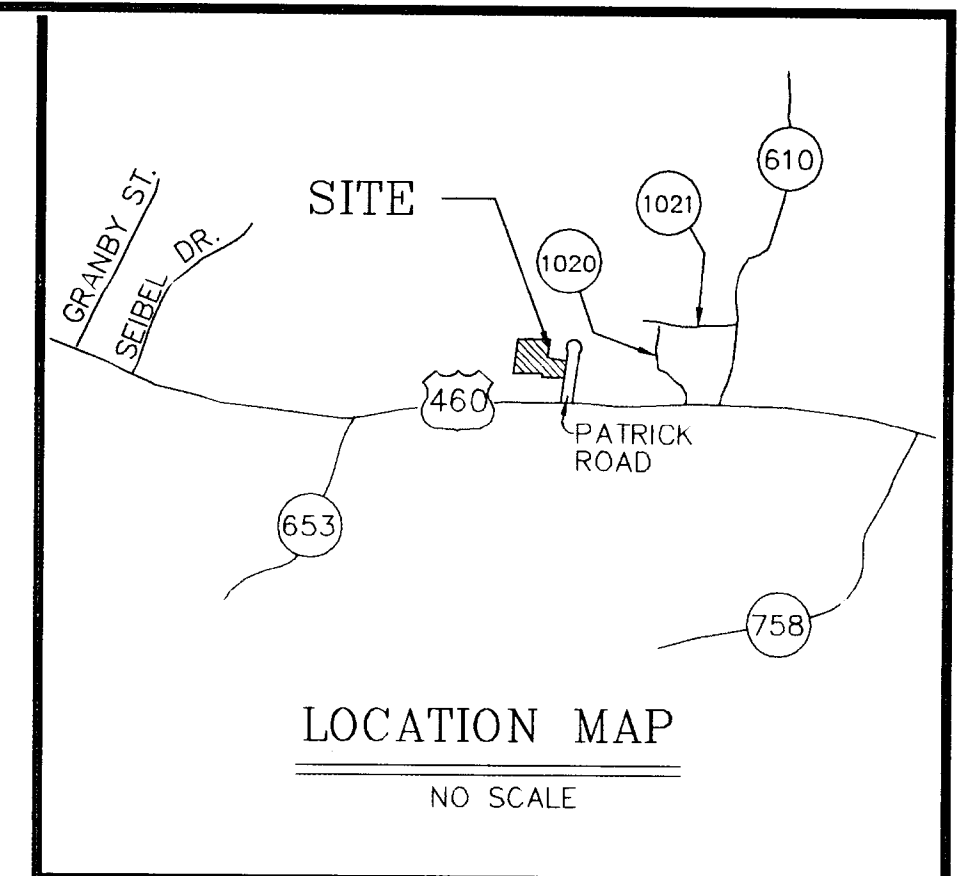 610
GRANBY ST.
SEIBEL DR.
SITE
1021
1020
460
PATRICK
ROAD
653
758
LOCATION MAP
NO SCALE